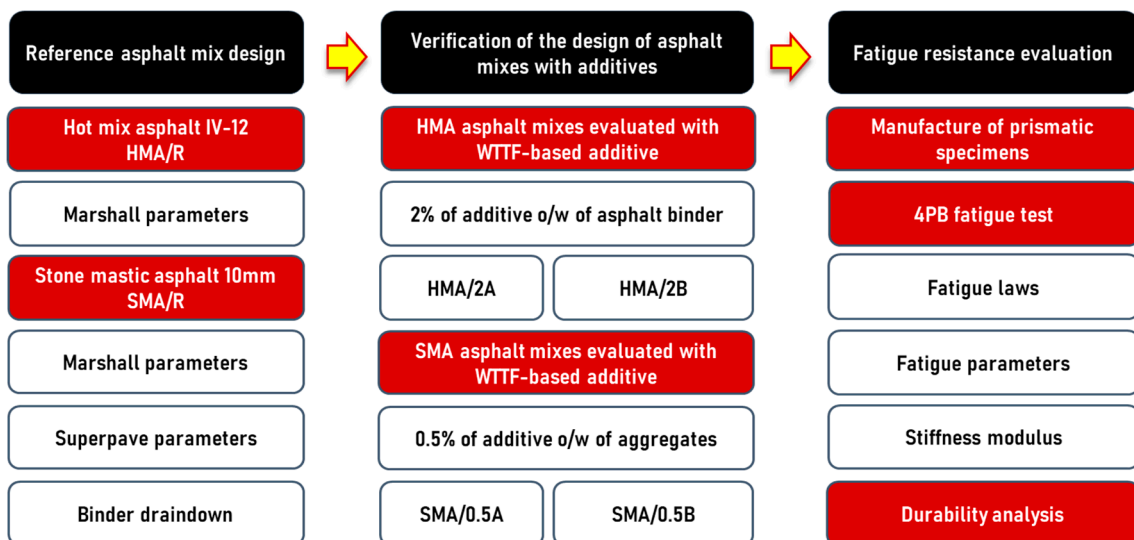 Reference asphalt mix design
Verification of the design of asphalt
mixes with additives
Fatigue resistance evaluation
Hot mix asphalt IV-12
HMA/R
Marshall parameters
Stone mastic asphalt 10mm
SMA/R
Marshall parameters
Superpave parameters
Binder draindown
HMA asphalt mixes evaluated with
WTTF-based additive
2% of additive o/w of asphalt binder
HMA/2A
HMA/2B
SMA asphalt mixes evaluated with
WTTF-based additive
0.5% of additive o/w of aggregates
SMA/0.5A
SMA/0.5B
Manufacture of prismatic
specimens
4PB fatigue test
Fatigue laws
Fatigue parameters
Stiffness modulus
Durability analysis